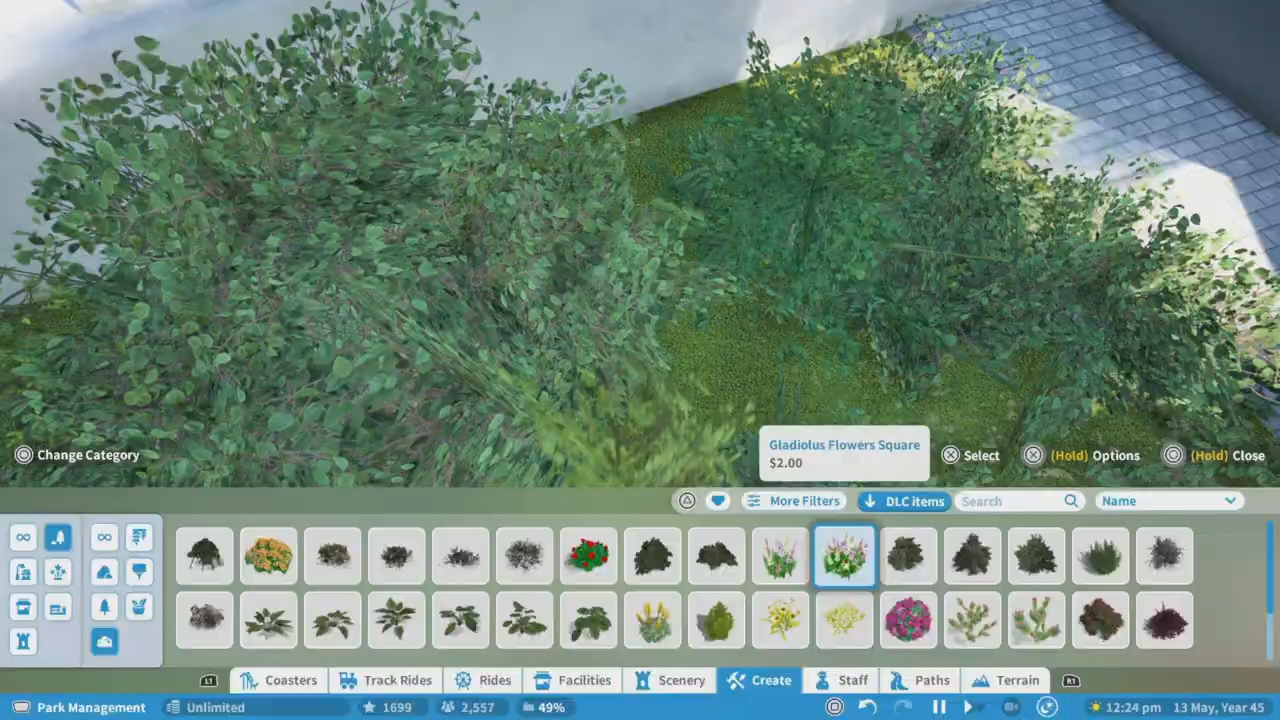 Gladiolus Flowers Square
$2.00
Change Category
Select
(Hold) Options
(Hold) Close
More Filters
DLC items
Search
Name
L1
Coasters
Track Rides
Rides
Facilities
Scenery
Create
Staff
Paths
Terrain
R1
Park Management
Unlimited
1699
2,557
49%
12:24 pm
13 May, Year 45